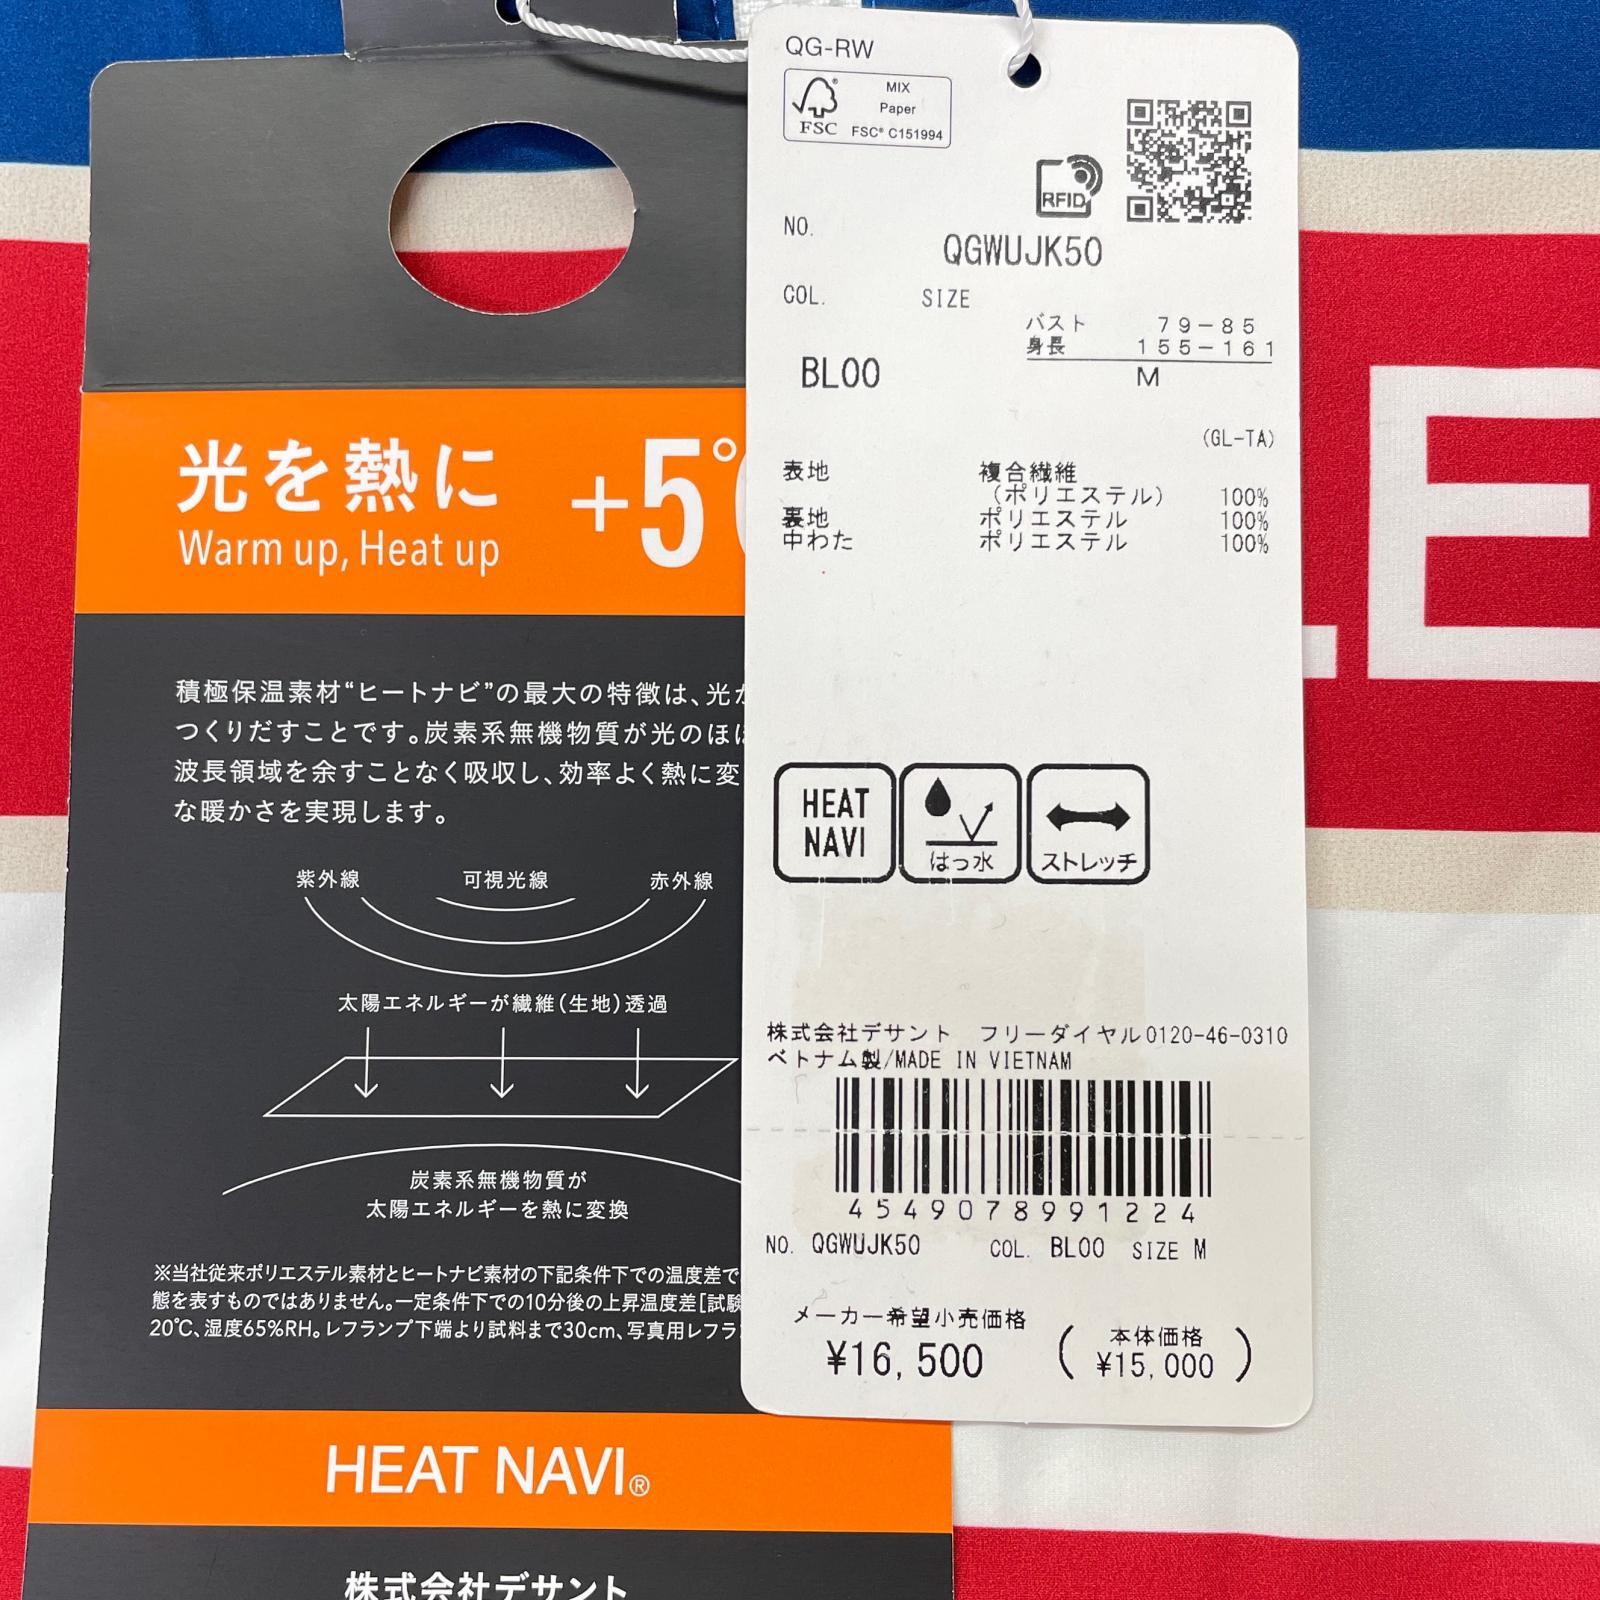 光を熱に
Warm up, Heat up
+5°
積極保温素材“ヒートナビ”の最大の特徴は、光
つくりだすことです。炭素系無機物質が光のほ
波長領域を余すことなく吸収し、効率よく熱に変
な暖かさを実現します。
紫外線 可視光線 赤外線
太陽エネルギーが繊維(生地)透過
炭素系無機物質が
太陽エネルギーを熱に変換
※当社従来ポリエステル素材とヒートナビ素材の下記条件下での温度差で
態を表すものではありません。一定条件下での10分後の上昇温度差[試験
20℃、湿度65%RH。レフランプ下端より試料まで30cm、写真用レフラ
HEAT NAVI®
株式会社デサント
QG-RW
FSC®
MIX
Paper
FSC® C151994
RFID
NO.
QGWUJK50
COL. SIZE
バスト 79-85
身長 155-161
BL00 M
(GL-TA)
表地 複合繊維
(ポリエステル) 100%
裏地 ポリエステル 100%
中わた ポリエステル 100%
HEAT NAVI
はっ水
ストレッチ
株式会社デサント フリーダイヤル0120-46-0310
ベトナム製/MADE IN VIETNAM
4549078991224
NO. QGWUJK50 COL. BL00 SIZE M
メーカー希望小売価格
¥16,500
(本体価格
¥15,000)
LE